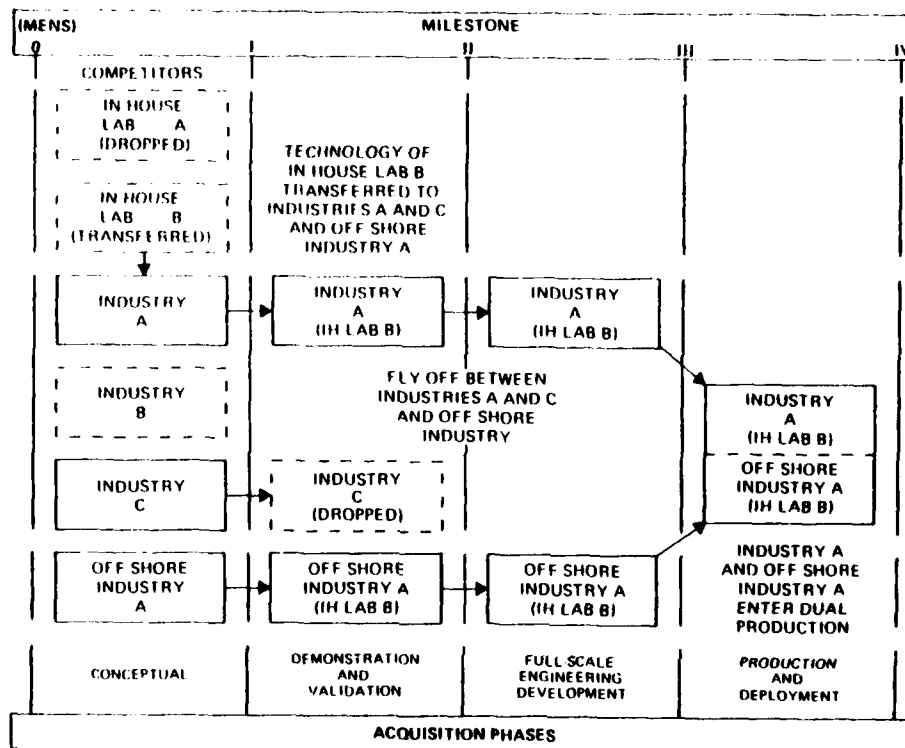 (MENS)
MILESTONE
0
I
II
III
IV
COMPETITORS
IN HOUSE
LAB A
(DROPPED)
IN HOUSE
LAB B
(TRANSFERRED)
TECHNOLOGY OF
IN HOUSE LAB B
TRANSFERRED TO
INDUSTRIES A AND C
AND OFF SHORE
INDUSTRY A
INDUSTRY
A
INDUSTRY
A
(IH LAB B)
INDUSTRY
A
(IH LAB B)
INDUSTRY
B
FLY OFF BETWEEN
INDUSTRIES A AND C
AND OFF SHORE
INDUSTRY
INDUSTRY
A
(IH LAB B)
OFF SHORE
INDUSTRY A
(IH LAB B)
INDUSTRY
C
INDUSTRY
C
(DROPPED)
OFF SHORE
INDUSTRY
A
OFF SHORE
INDUSTRY A
(IH LAB B)
OFF SHORE
INDUSTRY A
(IH LAB B)
INDUSTRY A
AND OFF SHORE
INDUSTRY A
ENTER DUAL
PRODUCTION
CONCEPTUAL
DEMONSTRATION
AND
VALIDATION
FULL SCALE
ENGINEERING
DEVELOPMENT
PRODUCTION
AND
DEPLOYMENT
ACQUISITION PHASES